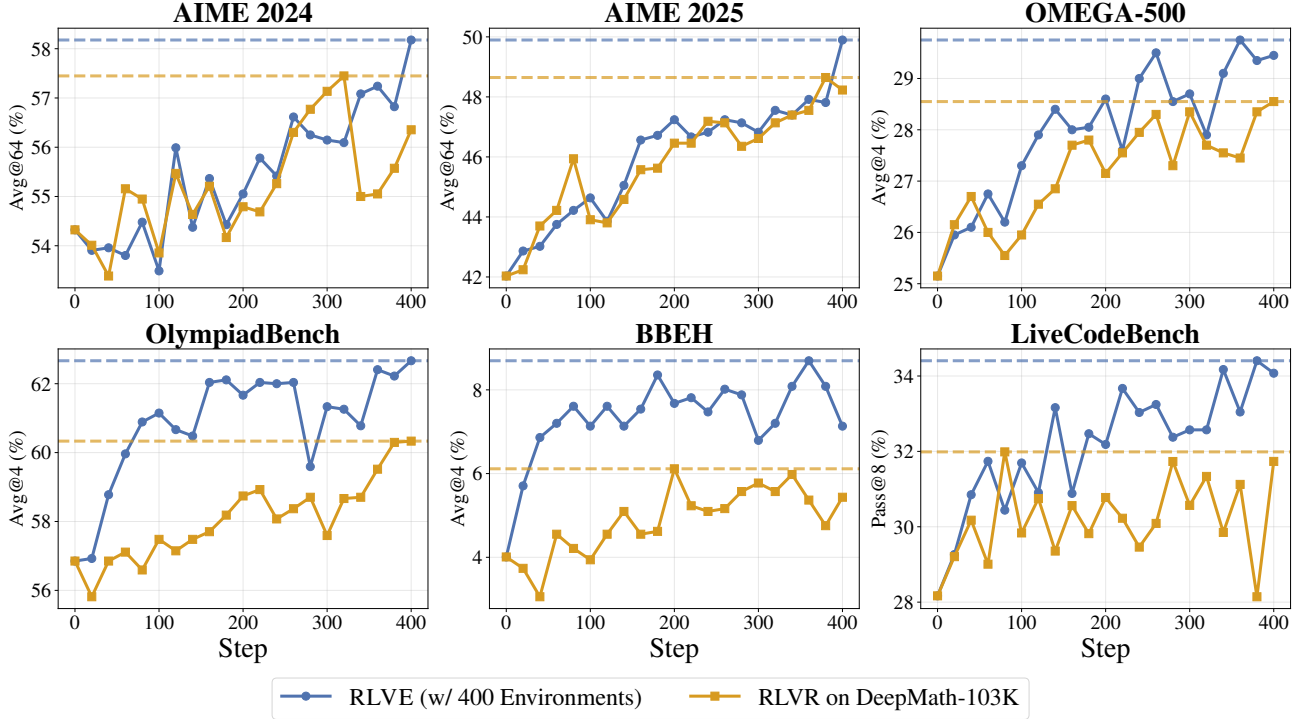 AIME 2024
AIME 2025
OMEGA-500
Avg@64 (%)
58
57
56
55
54
0 100 200 300 400
Avg@64 (%)
50
48
46
44
42
0 100 200 300 400
Avg@4 (%)
29
28
27
26
25
0 100 200 300 400
OlympiadBench
BBEH
LiveCodeBench
Avg@4 (%)
62
60
58
56
0 100 200 300 400
Step
Avg@4 (%)
8
6
4
0 100 200 300 400
Step
Pass@8 (%)
34
32
30
28
0 100 200 300 400
Step
RLVE (w/ 400 Environments)
RLVR on DeepMath-103K